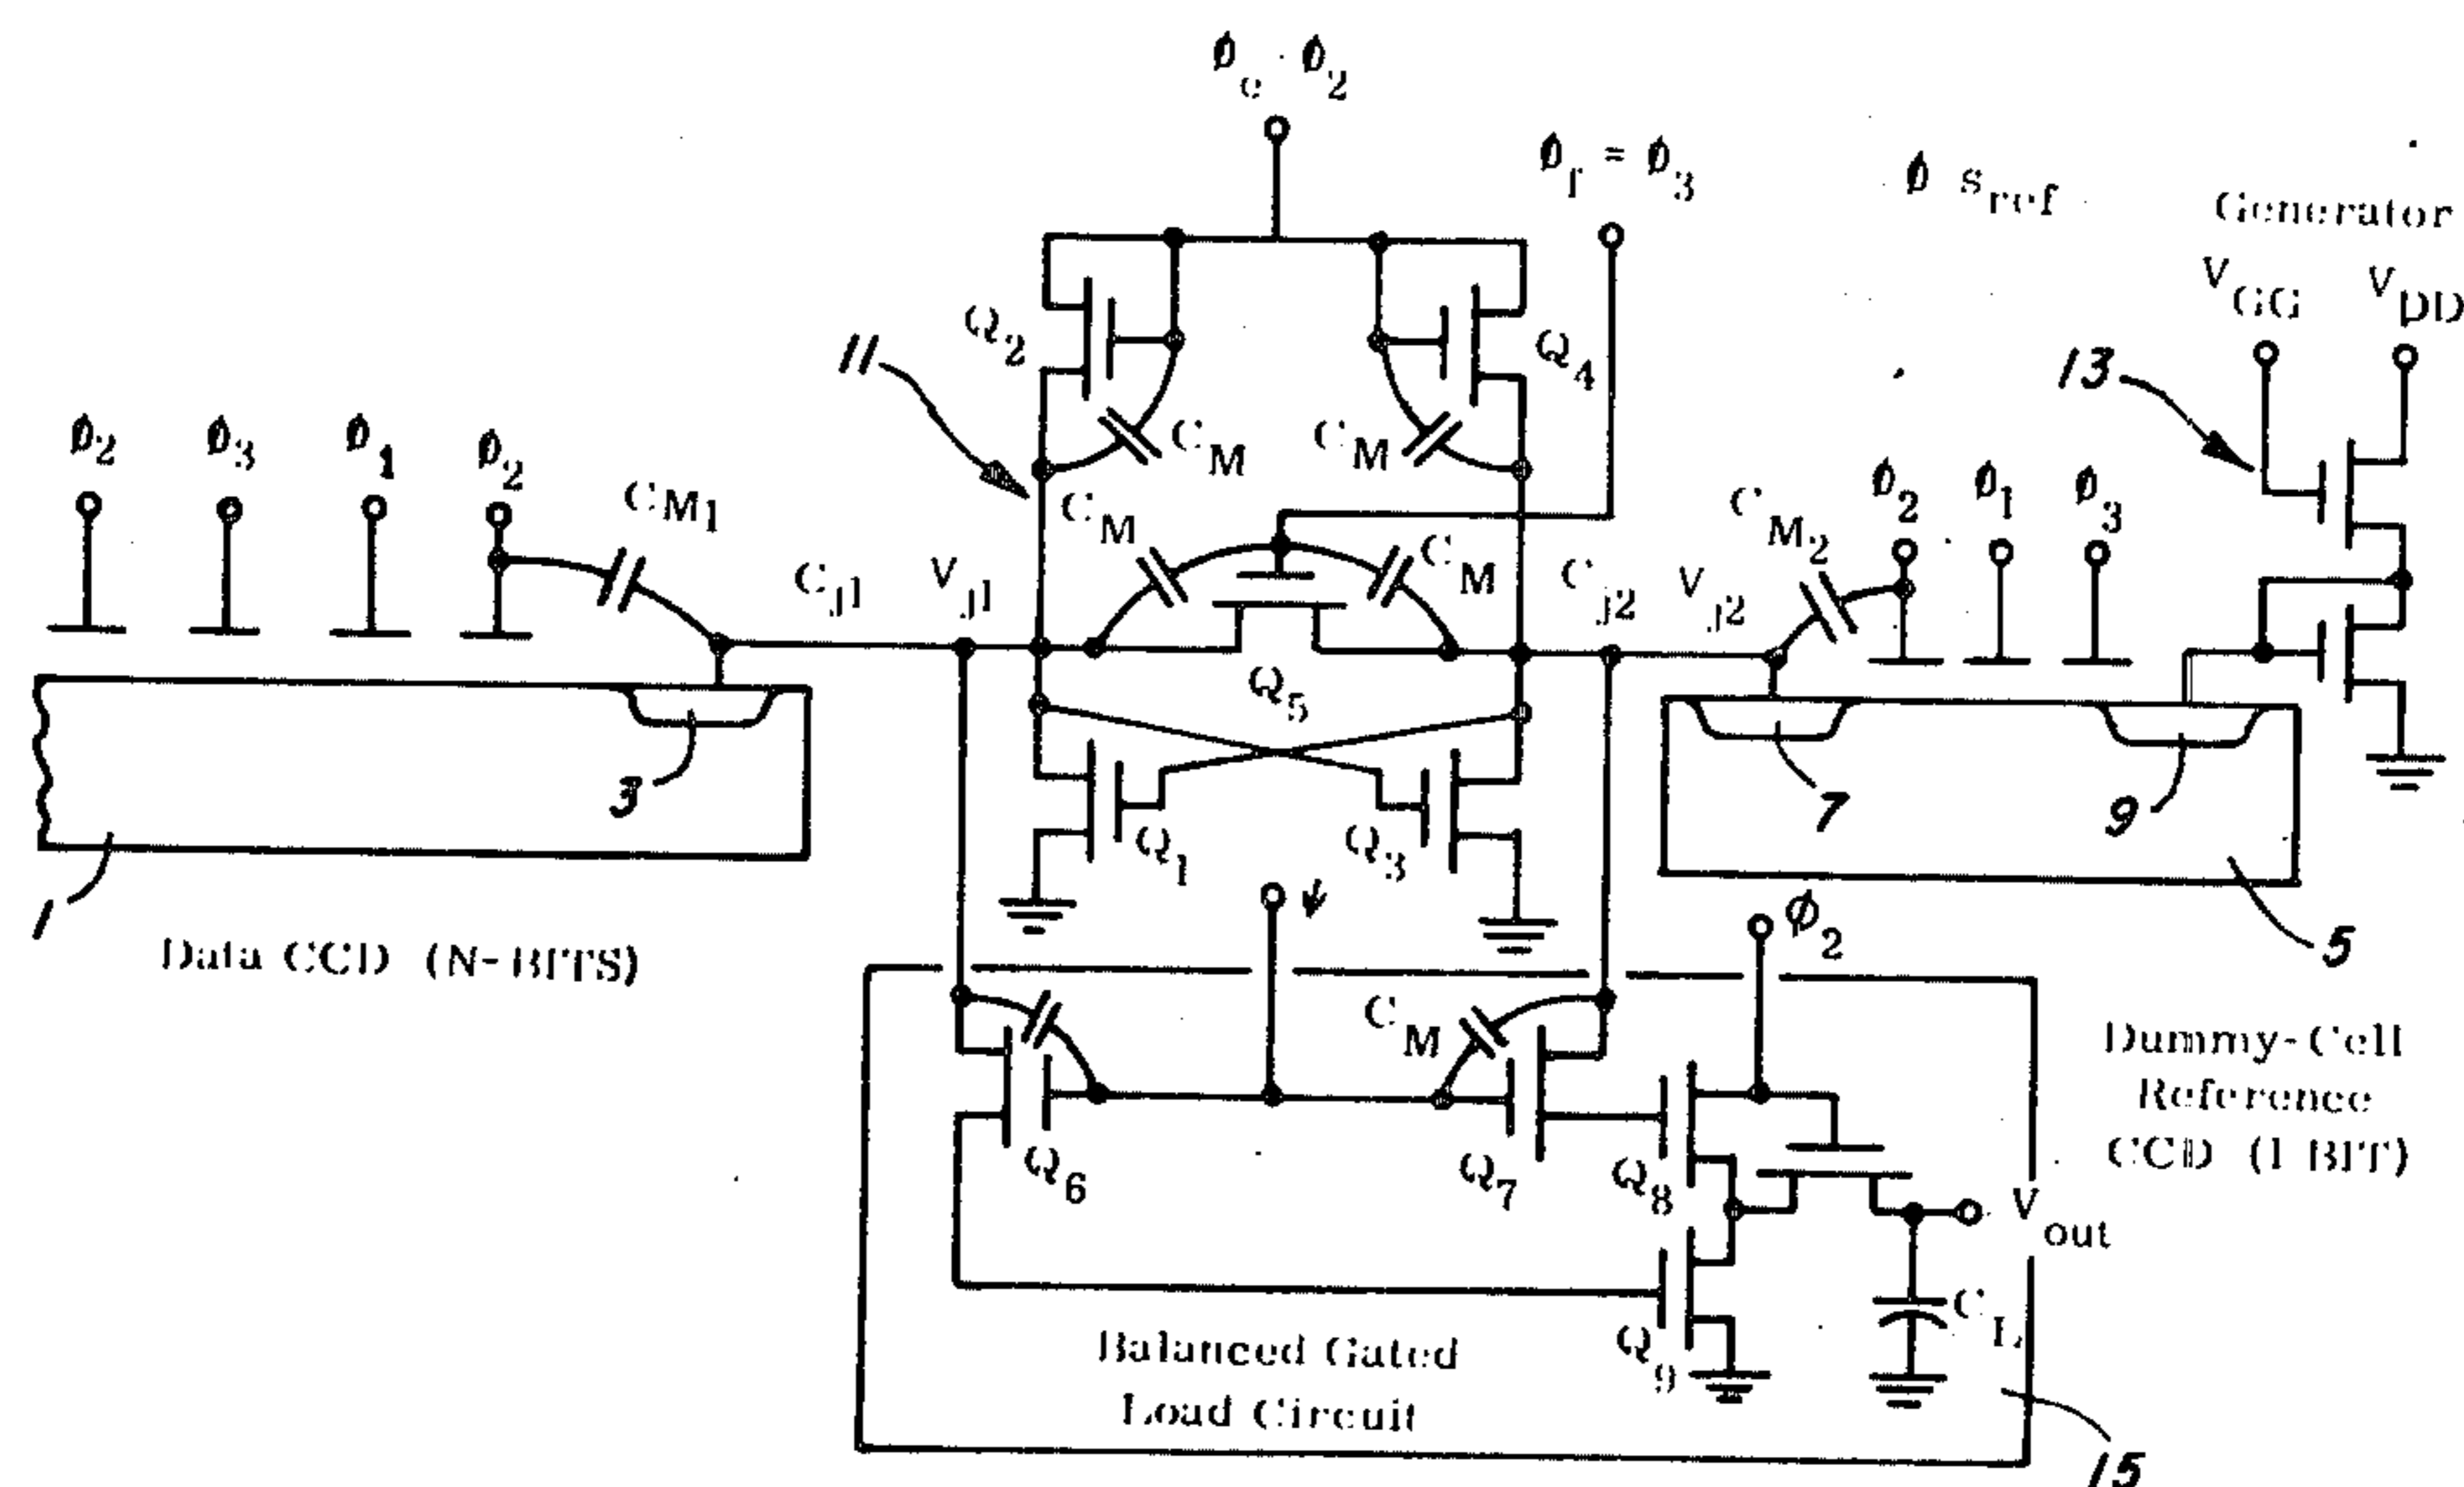 ϕe · ϕ2
ϕr = ϕ3
ϕ sref Generator
VGG VDD
Q2
Q4
11
13
ϕ2 ϕ3 ϕ1 ϕ2
CM1
CM CM
CM CM
CM2
ϕ2 ϕ1 ϕ3
Cj1 Vj1
Cj2 Vj2
Q5
3
7
9
Q1 Q3
1
5
Data CCD (N-BITS)
ψ
ϕ2
CM
Dummy-Cell
Reference
CCD (1 BIT)
Q6 Q7 Q8
Vout
CL
Q9
Balanced Gated
Load Circuit
15